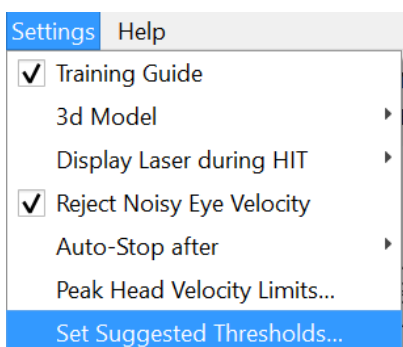 Settings Help
Training Guide
3d Model
Display Laser during HIT
Reject Noisy Eye Velocity
Auto-Stop after
Peak Head Velocity Limits...
Set Suggested Thresholds...